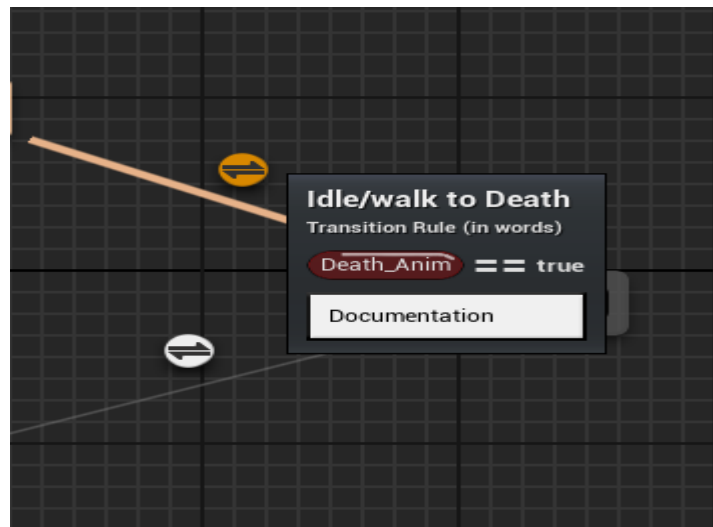 Idle/walk to Death
Transition Rule (in words)
Death_Anim == true
Documentation